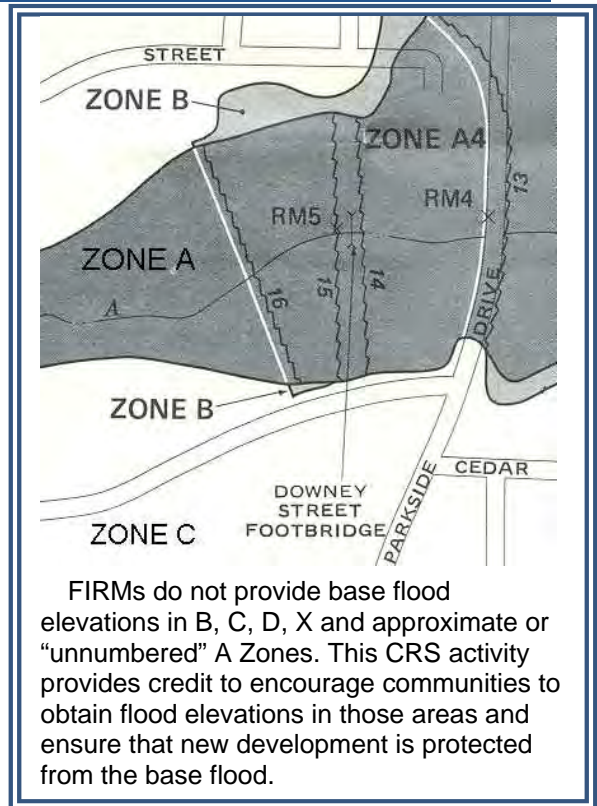 STREET
ZONE B
ZONE A4
13
RM5
RM4
ZONE A
16
15
14
A
DRIVE
ZONE B
DOWNEY
STREET
FOOTBRIDGE
PARKSIDE
CEDAR
ZONE C
FIRMs do not provide base flood
elevations in B, C, D, X and approximate or
“unnumbered” A Zones. This CRS activity
provides credit to encourage communities to
obtain flood elevations in those areas and
ensure that new development is protected
from the base flood.